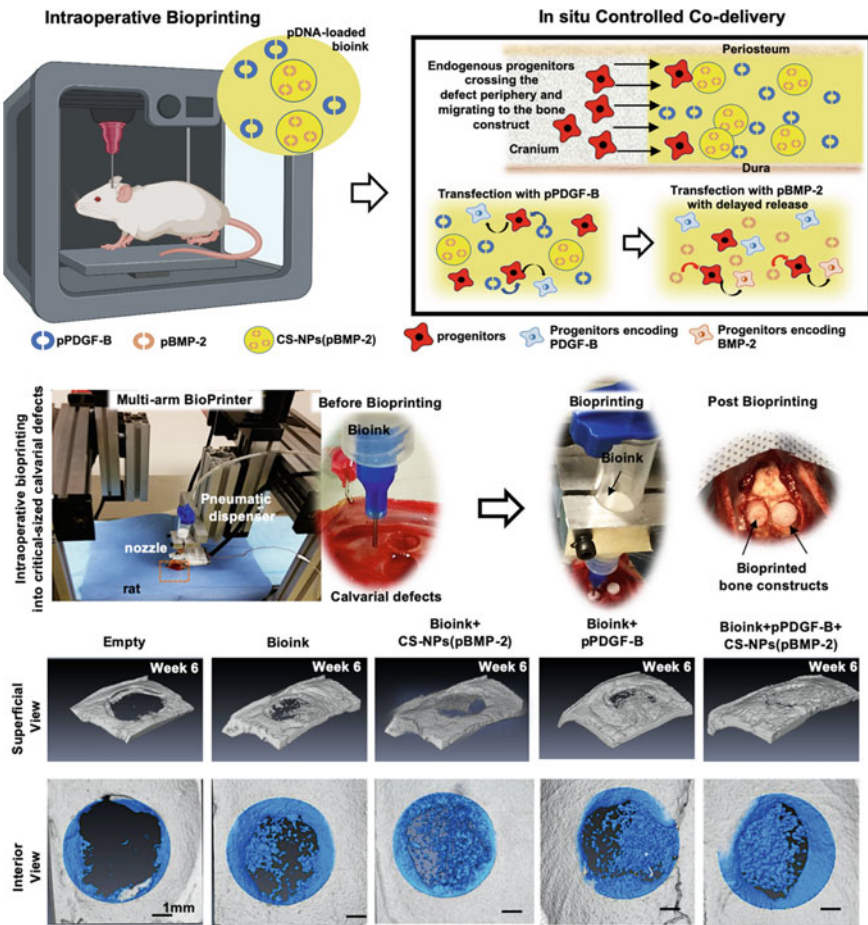 Intraoperative Bioprinting
In situ Controlled Co-delivery
pDNA-loaded
bioink
Periosteum
Endogenous progenitors
crossing the
defect periphery and
migrating to the bone
construct
Cranium
Dura
Transfection with pPDGF-B
Transfection with pBMP-2
with delayed release
pPDGF-B
pBMP-2
CS-NPs(pBMP-2)
progenitors
Progenitors encoding
PDGF-B
Progenitors encoding
BMP-2
Intraoperative bioprinting
into critical-sized calvarial defects
Multi-arm BioPrinter
Pneumatic
dispenser
nozzle
rat
Before Bioprinting
Bioink
Calvarial defects
Bioprinting
Bioink
Post Bioprinting
Bioprinted
bone constructs
Empty
Bioink
Bioink+
CS-NPs(pBMP-2)
Bioink+
pPDGF-B
Bioink+pPDGF-B+
CS-NPs(pBMP-2)
Superficial
View
Week 6
Week 6
Week 6
Week 6
Week 6
Interior
View
1mm